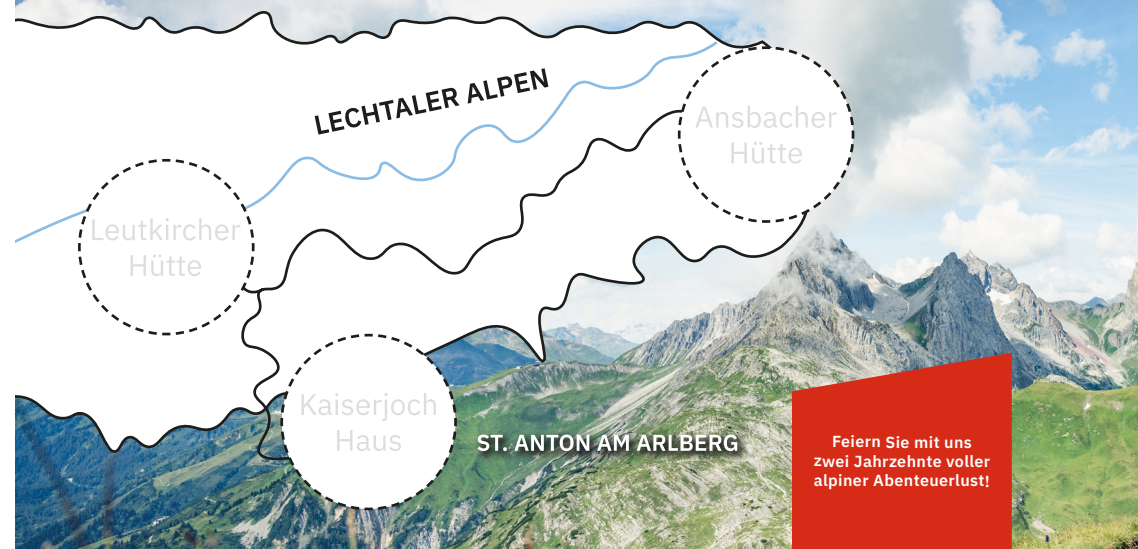 LECHTALER ALPEN
Ansbacher
Hütte
Leutkircher
Hütte
Kaiserjoch
Haus
ST. ANTON AM ARLBERG
Feiern Sie mit uns
zwei Jahrzehnte voller
alpiner Abenteuerlust!